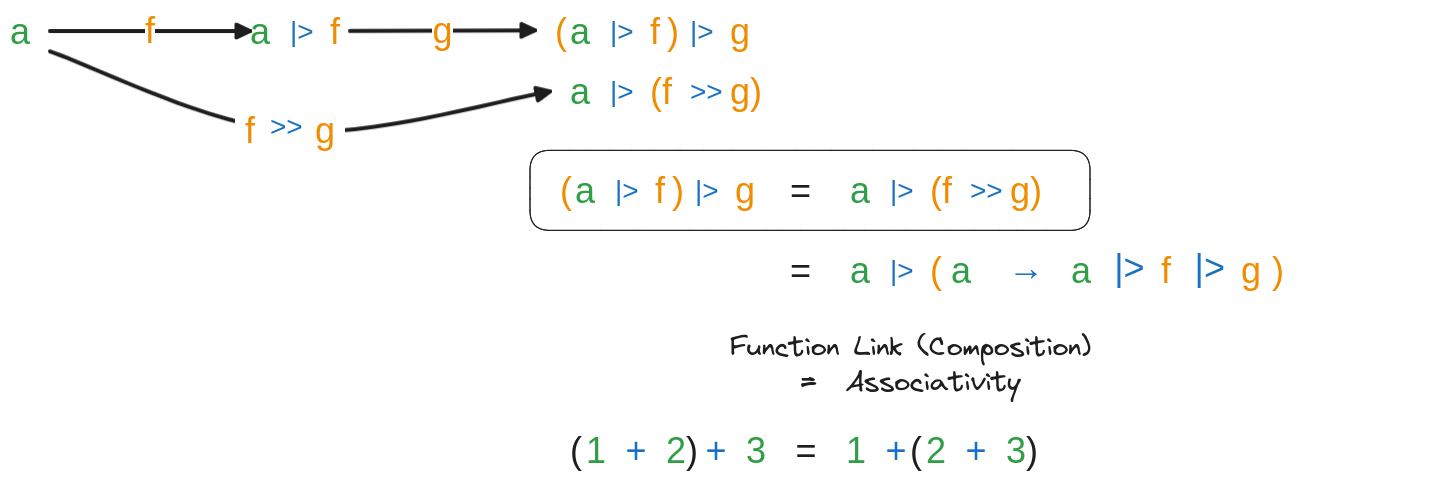 a f a |> f g (a |> f) |> g
a |> (f >> g)
f >> g
(a |> f) |> g = a |> (f >> g)
= a |> (a → a |> f |> g)
Function Link (Composition)
= Associativity
(1 + 2) + 3 = 1 + (2 + 3)